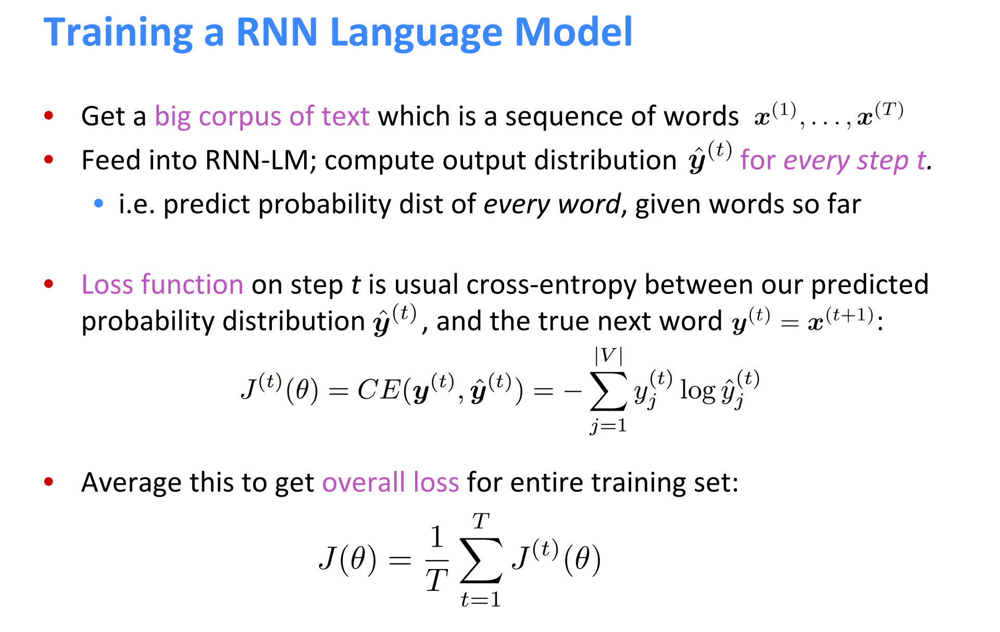 Training a RNN Language Model
• Get a big corpus of text which is a sequence of words $\boldsymbol{x}^{(1)}, \ldots, \boldsymbol{x}^{(T)}$
• Feed into RNN-LM; compute output distribution $\hat{\boldsymbol{y}}^{(t)}$ for every step t.
• i.e. predict probability dist of every word, given words so far
• Loss function on step t is usual cross-entropy between our predicted
probability distribution $\hat{\boldsymbol{y}}^{(t)}$, and the true next word $\boldsymbol{y}^{(t)} = \boldsymbol{x}^{(t+1)}$:
$J^{(t)}(\theta) = CE(\boldsymbol{y}^{(t)}, \hat{\boldsymbol{y}}^{(t)}) = -\sum_{j=1}^{|V|} y_j^{(t)} \log \hat{y}_j^{(t)}$
• Average this to get overall loss for entire training set:
$J(\theta) = \frac{1}{T} \sum_{t=1}^{T} J^{(t)}(\theta)$